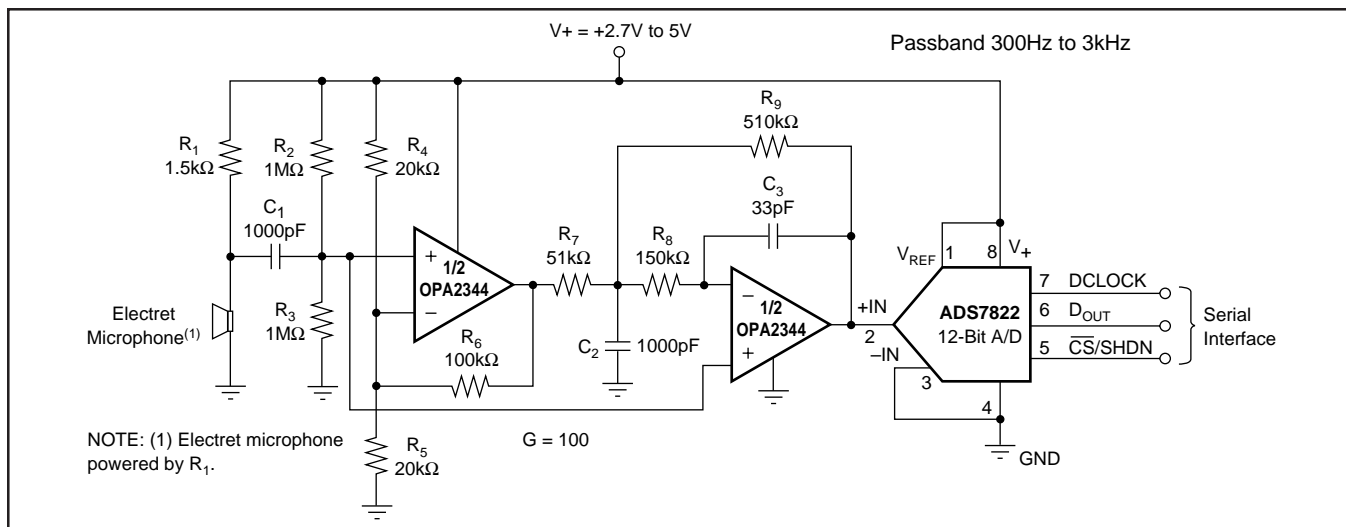 V+ = +2.7V to 5V
Passband 300Hz to 3kHz
R₁
1.5kΩ
R₂
1MΩ
R₄
20kΩ
R₉
510kΩ
C₃
33pF
C₁
1000pF
R₇
51kΩ
R₈
150kΩ
+
1/2
OPA2344
−
−
1/2
OPA2344
+
V_REF
1
8
V+
7
DCLOCK
6
D_OUT
5
C̅S̅/SHDN
Serial
Interface
+IN
2
−IN
3
ADS7822
12-Bit A/D
4
GND
Electret
Microphone(1)
R₃
1MΩ
R₆
100kΩ
C₂
1000pF
G = 100
R₅
20kΩ
NOTE: (1) Electret microphone
powered by R₁.